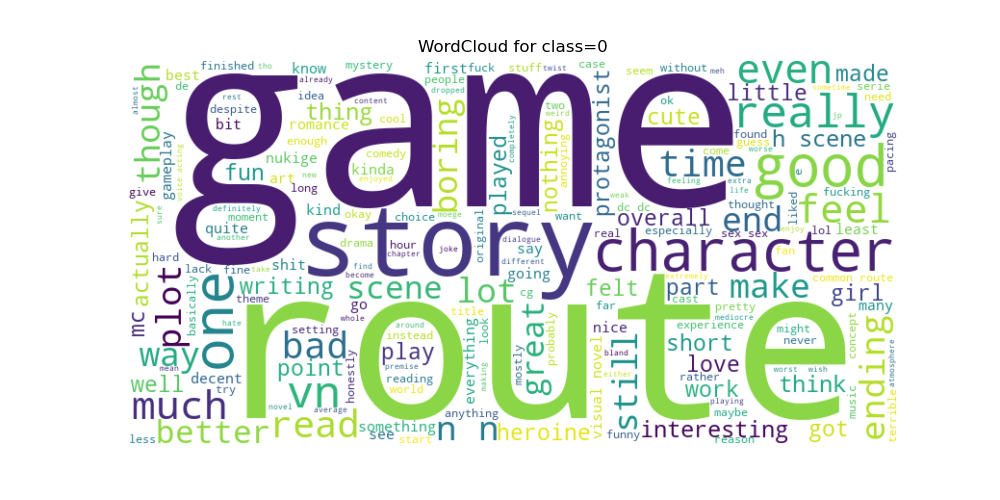 WordCloud for class=0
finished tho mystery first fuck stuff twist case without meh
almost though best know people already dropped seem even made
de idea content cool boring completely two weird protagonist ok serie need
rest despite thing romance cute little sometime
game
bit enough comedy played nothing annoying found h scene really jp
gameplay voice acting nukige kinda time guess come worse pacing
fun art new enjoyed weak feeling extra good e
give long life fucking
sure definitely moment kind okay choice moege sequel want dc dc thought liked feel
actually quite another drama joke original dialogue say overall end least
story
hard hour chapter different going real especially sex sex lol enjoy
mc plot lack fine take shit find become character fan
basically one writing scene lot cg felt extremely part make common route girl
theme go whole title far cast pretty many
hate setting around look great probably nice experience mediocre might concept
way bad instead everything mostly visual novel still short never ending
route
mean point play premise bland rather love worst wish atmosphere
well decent try honestly reading world making either work think music terrible
vn novel average playing maybe
much read something anything funny interesting got
less better see start n n heroine reason